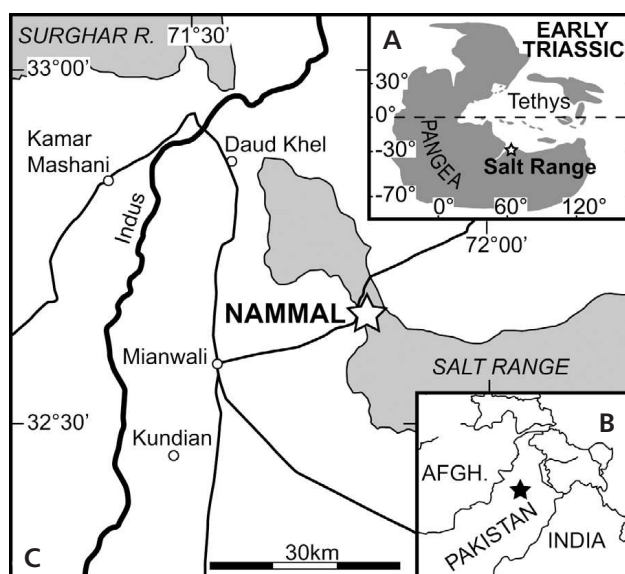 SURGHAR R.
71°30’
33°00’
Kamar
Mashani
Daud Khel
Indus
A
EARTLY
TRIASSIC
30°
0°
-30°
-70°
Tethys
PANGEA
Salt Range
0°
60°
120°
72°00’
NAMMAL
Mianwali
SALT RANGE
32°30’
Kundian
B
AFGH.
PAKISTAN
INDIA
C
30km